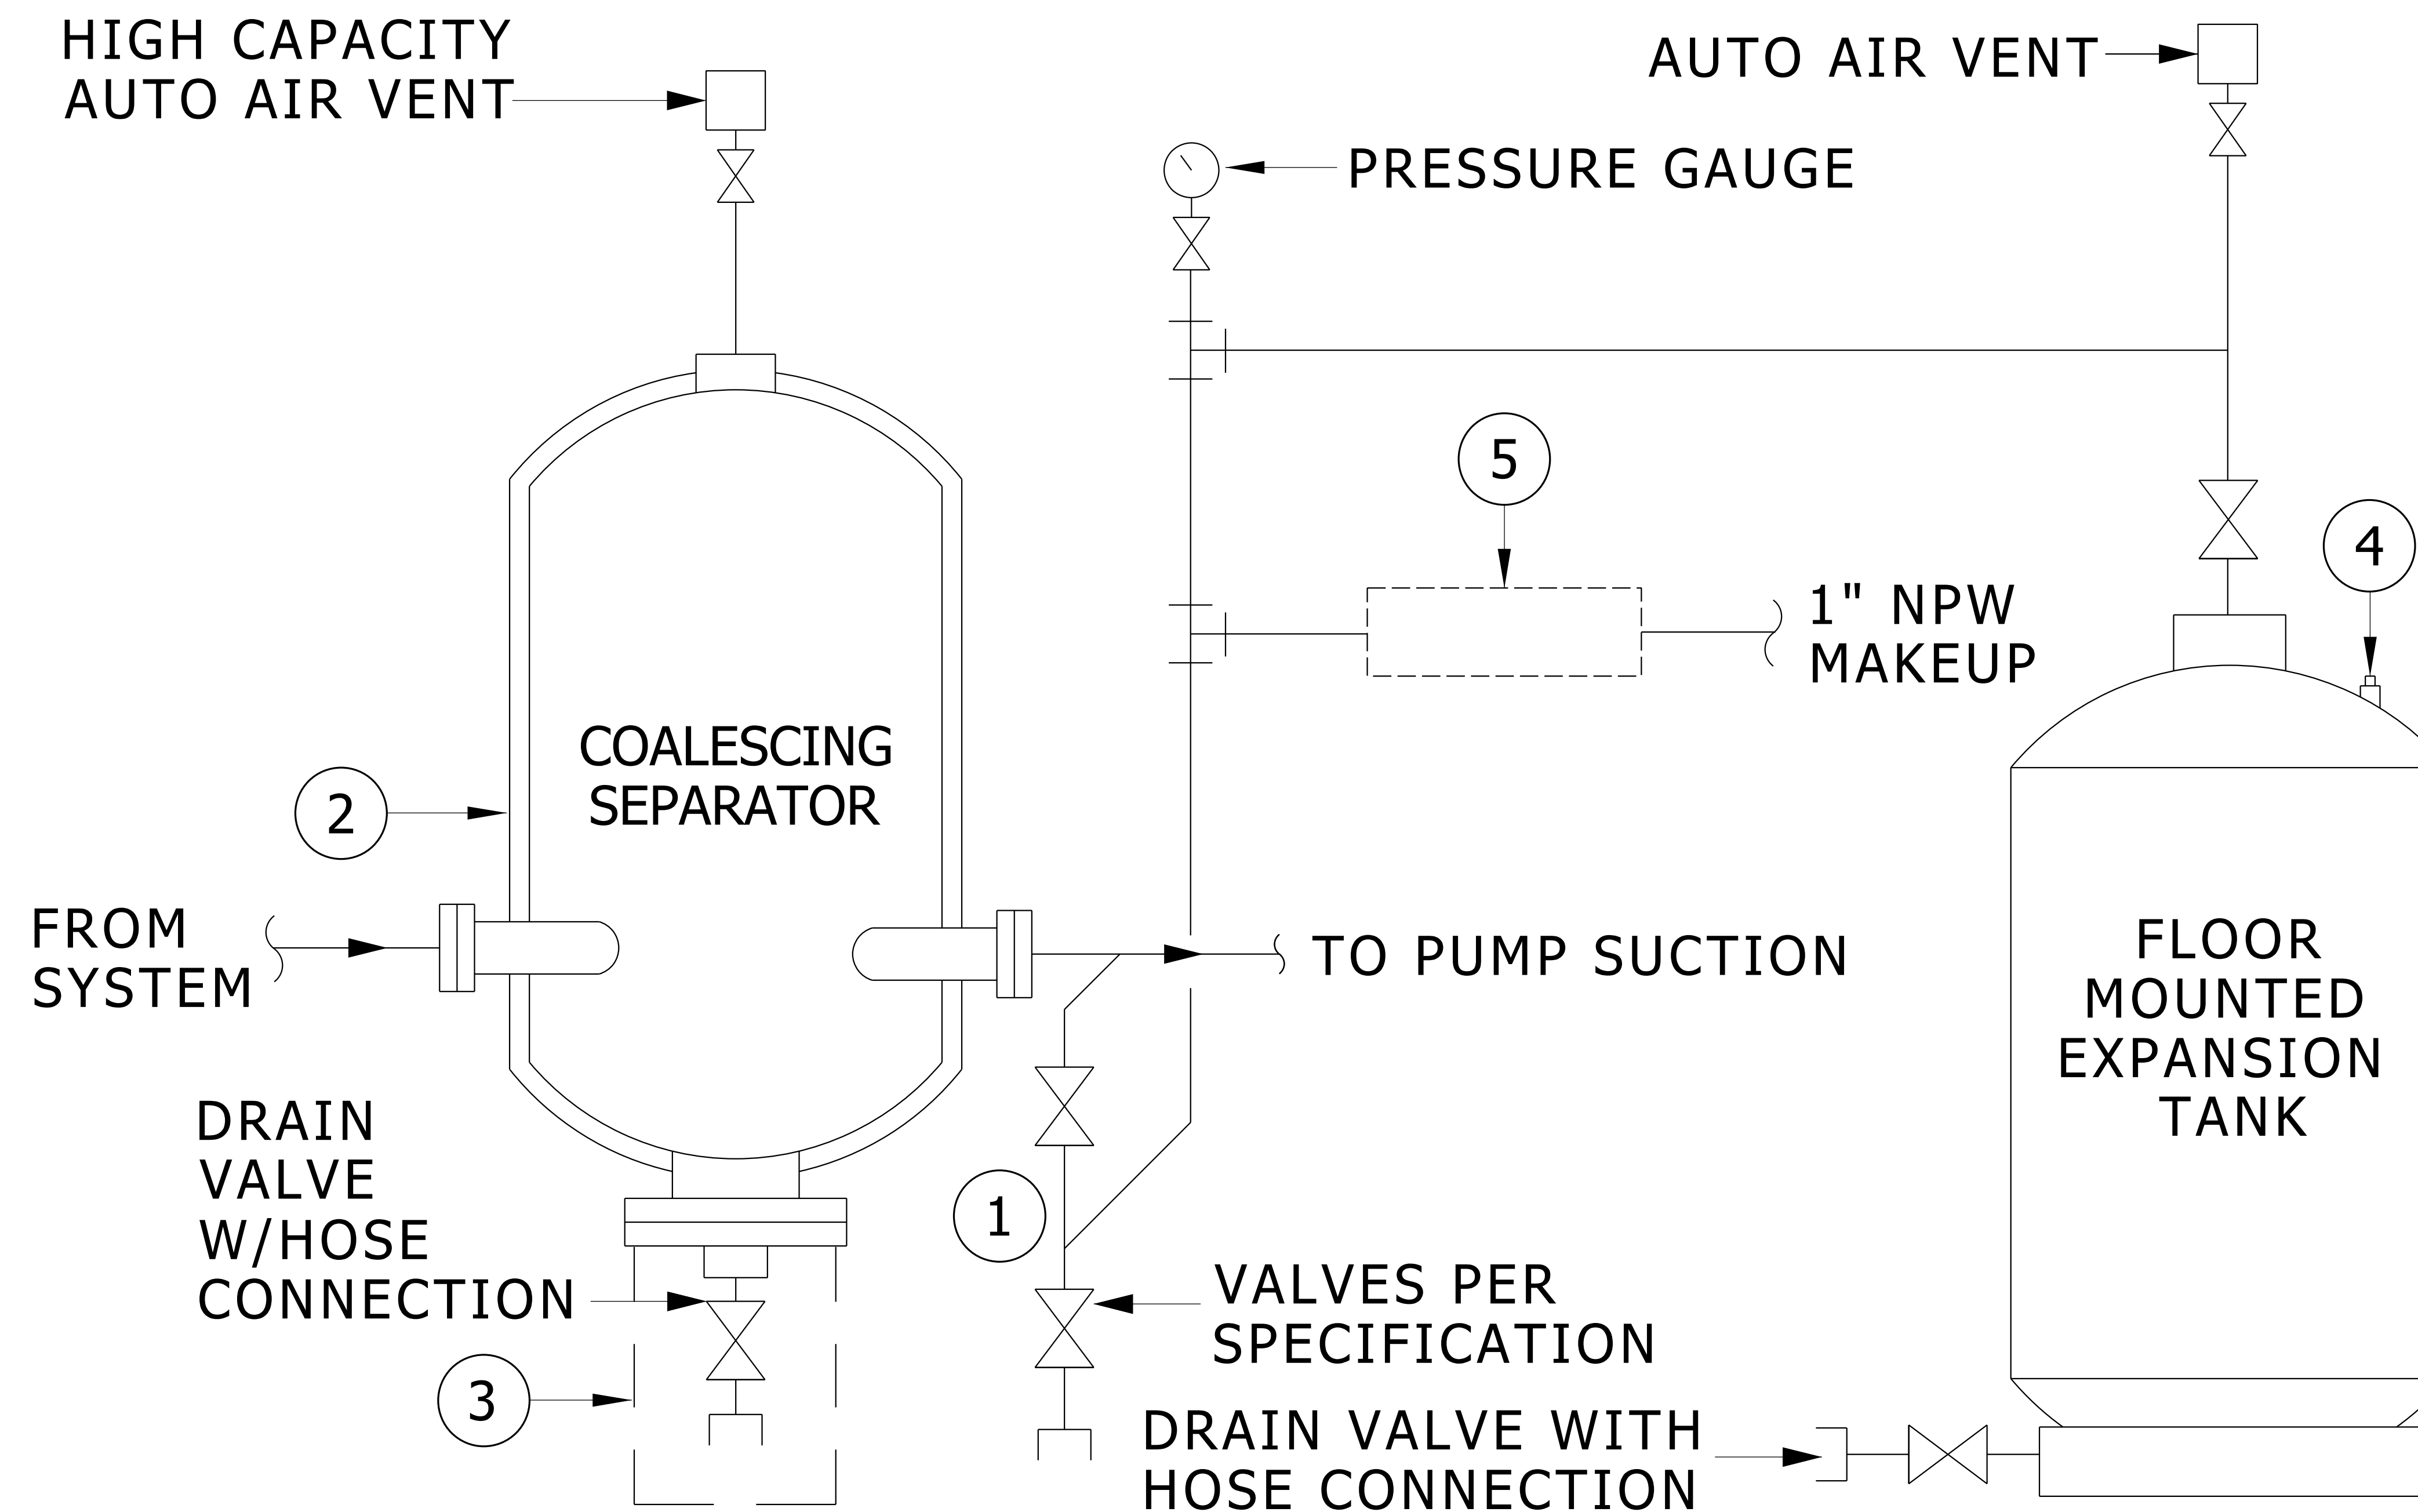 HIGH CAPACITY
AUTO AIR VENT
AUTO AIR VENT
PRESSURE GAUGE
5
4
1" NPW
MAKEUP
COALESCING
SEPARATOR
2
FROM
SYSTEM
TO PUMP SUCTION
FLOOR
MOUNTED
EXPANSION
TANK
DRAIN
VALVE
W/HOSE
CONNECTION
1
VALVES PER
SPECIFICATION
3
DRAIN VALVE WITH
HOSE CONNECTION